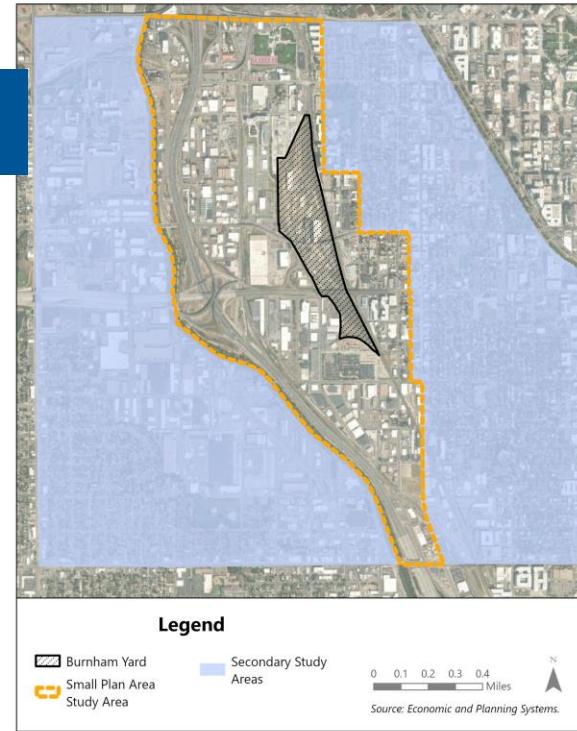 Legend
Burnham Yard
Small Plan Area
Study Area
Secondary Study
Areas
0 0.1 0.2 0.3 0.4
Miles
N
Source: Economic and Planning Systems.